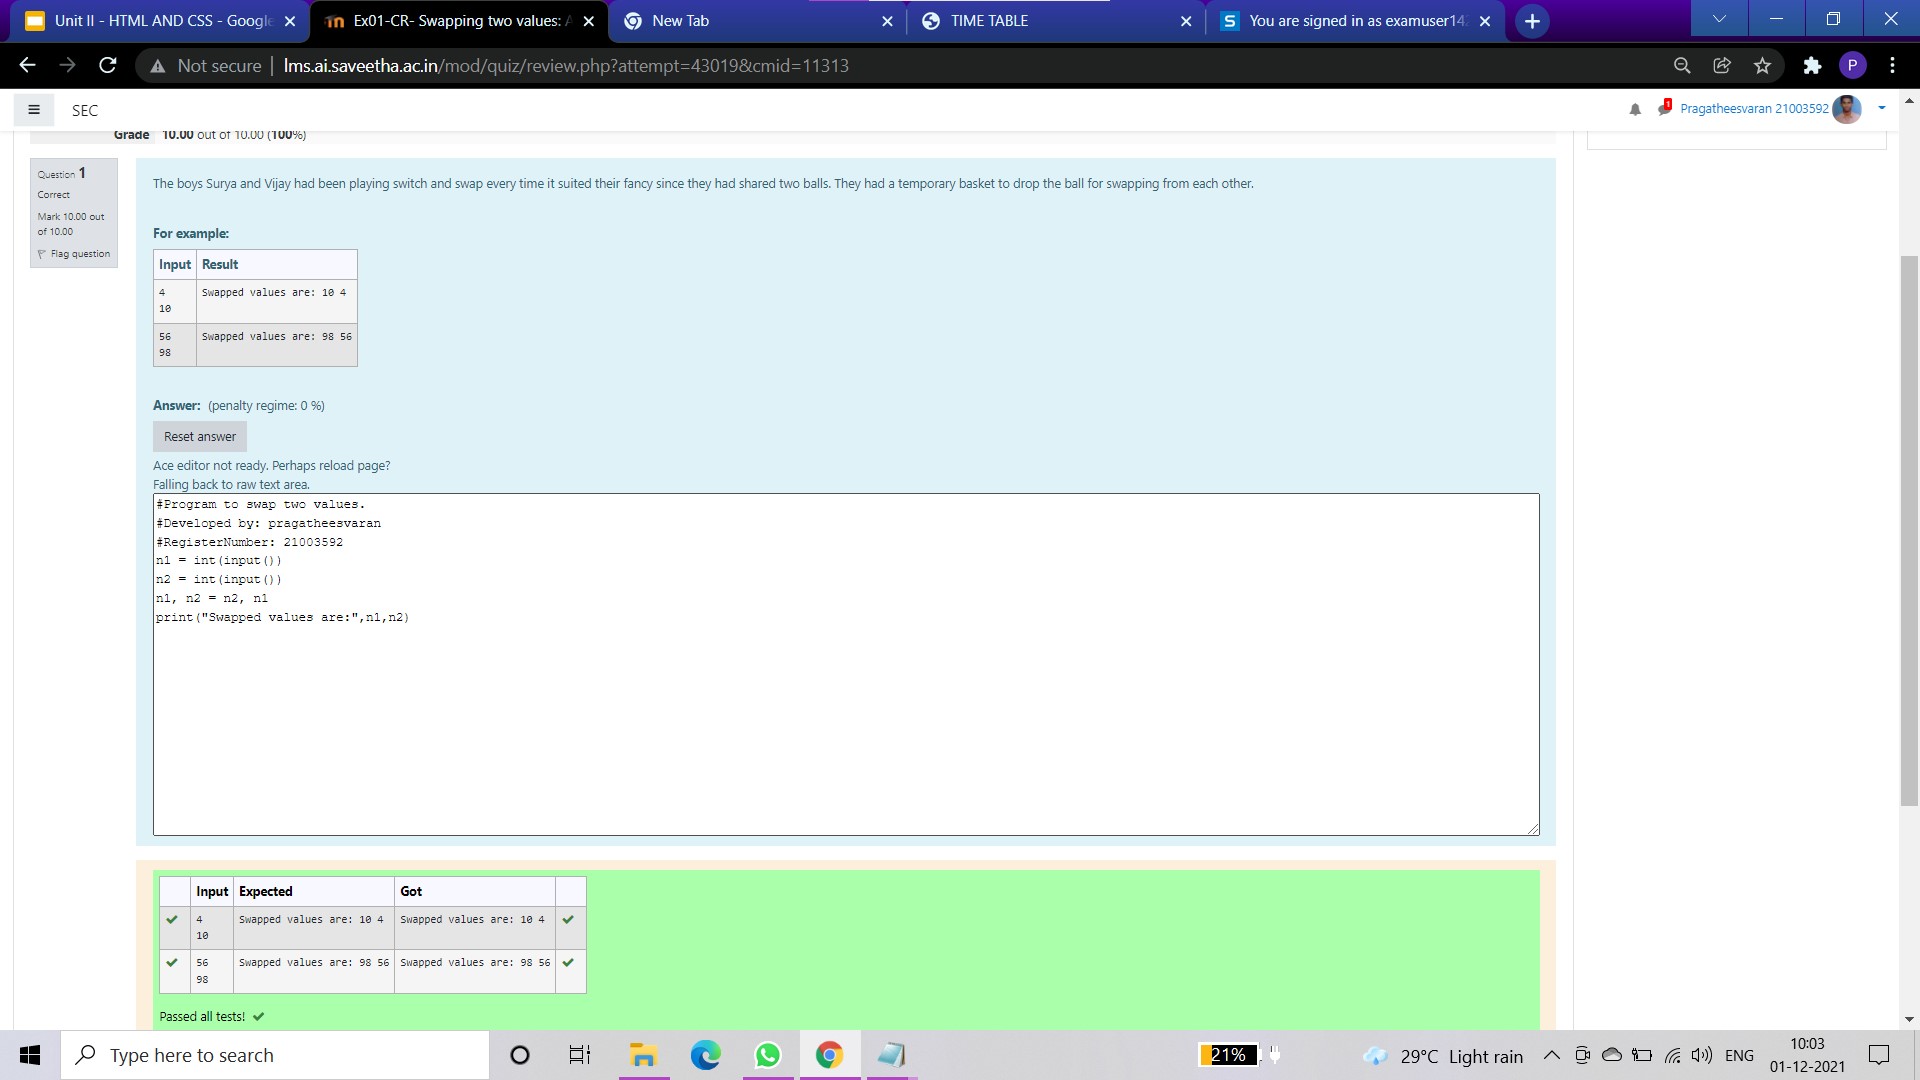 Unit II - HTML AND CSS - Google
Ex01-CR- Swapping two values: A
New Tab
TIME TABLE
You are signed in as examuser14
Not secure | lms.ai.saveetha.ac.in/mod/quiz/review.php?attempt=43019&cmid=11313
P
SEC
1
Pragatheesvaran 21003592
Grade 10.00 out of 10.00 (100%)
Question 1
Correct
Mark 10.00 out
of 10.00
Flag question
The boys Surya and Vijay had been playing switch and swap every time it suited their fancy since they had shared two balls. They had a temporary basket to drop the ball for swapping from each other.
For example:
Input Result
4 Swapped values are: 10 4
10
56 Swapped values are: 98 56
98
Answer: (penalty regime: 0 %)
Reset answer
Ace editor not ready. Perhaps reload page?
Falling back to raw text area.
#Program to swap two values.
#Developed by: pragatheesvaran
#RegisterNumber: 21003592
n1 = int(input())
n2 = int(input())
n1, n2 = n2, n1
print("Swapped values are:",n1,n2)
Input Expected Got
4 Swapped values are: 10 4 Swapped values are: 10 4
10
56 Swapped values are: 98 56 Swapped values are: 98 56
98
Passed all tests!
Type here to search
21%
29°C Light rain
ENG
10:03
01-12-2021